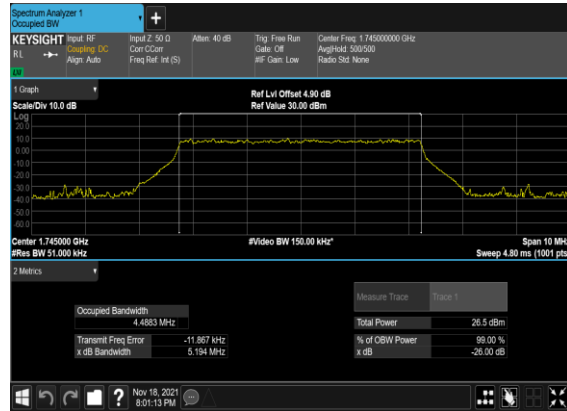 Spectrum Analyzer 1
Occupied BW
+
KEYSIGHT Input: RF Input Z: 50 Ω Atten: 40 dB Trig: Free Run Center Freq: 1.745000000 GHz
RL Coupling: DC Corr CCorr Gate: Off Avg|Hold: 500/500
Align: Auto Freq Ref: Int (S) #IF Gain: Low Radio Std: None
LW
1 Graph Ref Lvl Offset 4.90 dB
Scale/Div 10.0 dB Ref Value 30.00 dBm
Log
20.0
10.0
0.00
-10.0
-20.0
-30.0
-40.0
-50.0
-60.0
Center 1.745000 GHz #Video BW 150.00 kHz* Span 10 MHz
#Res BW 51.000 kHz Sweep 4.80 ms (1001 pts
2 Metrics
Measure Trace Trace 1
Occupied Bandwidth
4.4883 MHz Total Power 26.5 dBm
Transmit Freq Error -11.867 kHz % of OBW Power 99.00 %
x dB Bandwidth 5.194 MHz x dB -26.00 dB
? Nov 18, 2021
8:01:13 PM